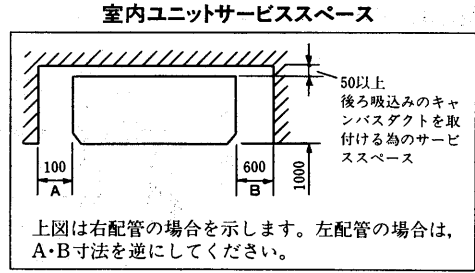 室内ユニットサービススペース
50以上
後ろ吸込みのキャ
ンバスダクトを取
付ける為のサービ
ススペース
100
A
600
B
1000
上図は右配管の場合を示します。左配管の場合は,
A・B寸法を逆にしてください。